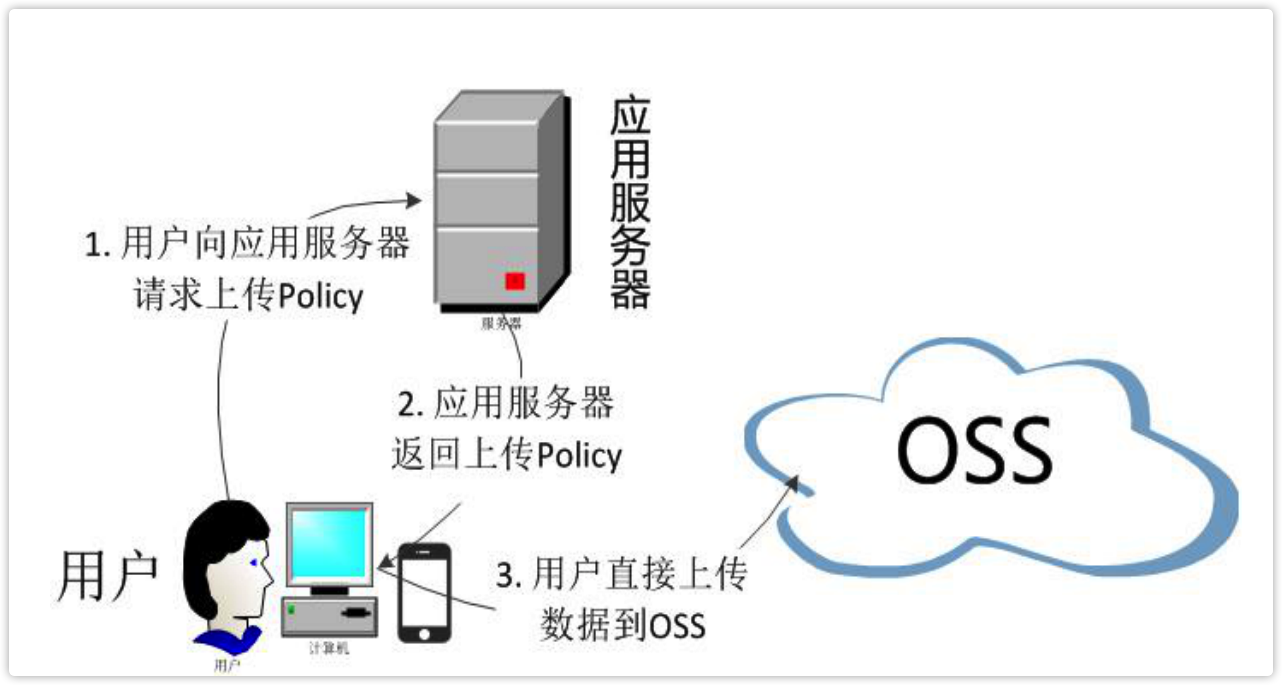 应用服务器
1. 用户向应用服务器
请求上传Policy
服务器
2. 应用服务器
返回上传Policy
OSS
用户
3. 用户直接上传
数据到OSS
计算机
用户